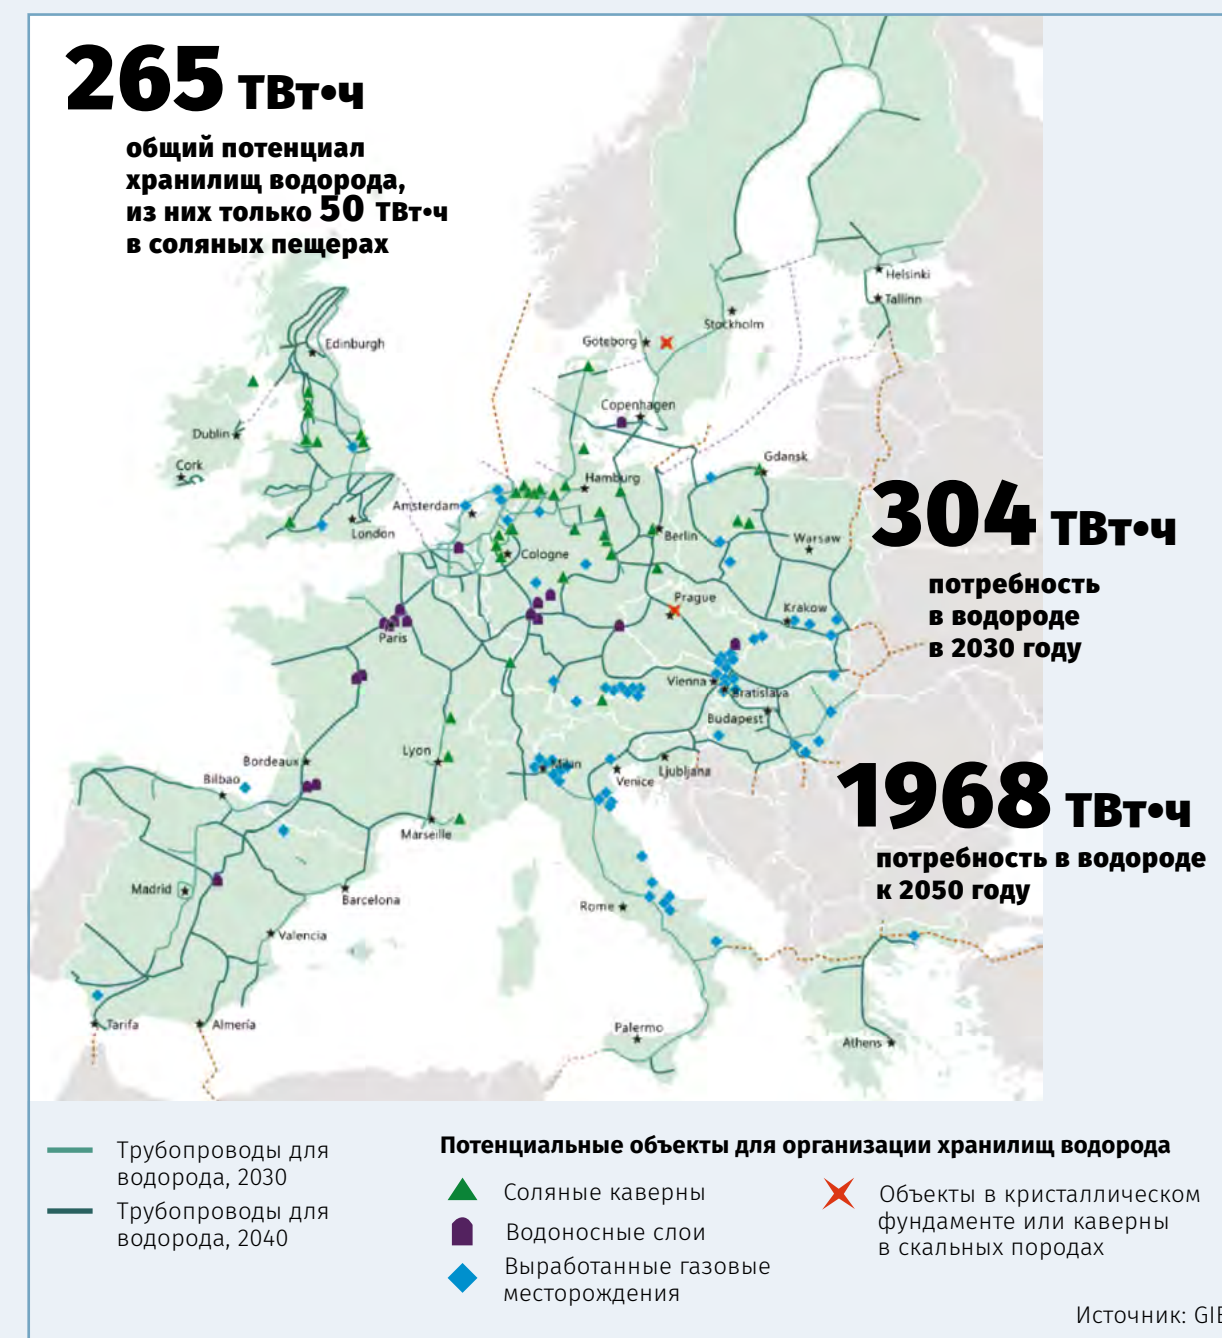 265 ТВт•ч
общий потенциал
хранилищ водорода,
из них только 50 ТВт•ч
в соляных пещерах
Helsinki
Tallinn
Stockholm
Göteborg
Edinburgh
Copenhagen
Dublin
Cork
Gdansk
Hamburg
Amsterdam
London
Berlin
Warsaw
Cologne
304 ТВт•ч
потребность
в водороде
в 2030 году
Prague
Krakow
Paris
Vienna
Bratislava
Budapest
Lyon
Bordeaux
Bilbao
Milan
Venice
Ljubljana
1968 ТВт•ч
потребность в водороде
к 2050 году
Marseille
Madrid
Barcelona
Rome
Valencia
Tarifa
Almería
Palermo
Athens
Трубопроводы для
водорода, 2030
Трубопроводы для
водорода, 2040
Потенциальные объекты для организации хранилищ водорода
Соляные каверны
Водоносные слои
Выработанные газовые
месторождения
Объекты в кристаллическом
фундаменте или каверны
в скальных породах
Источник: GIE